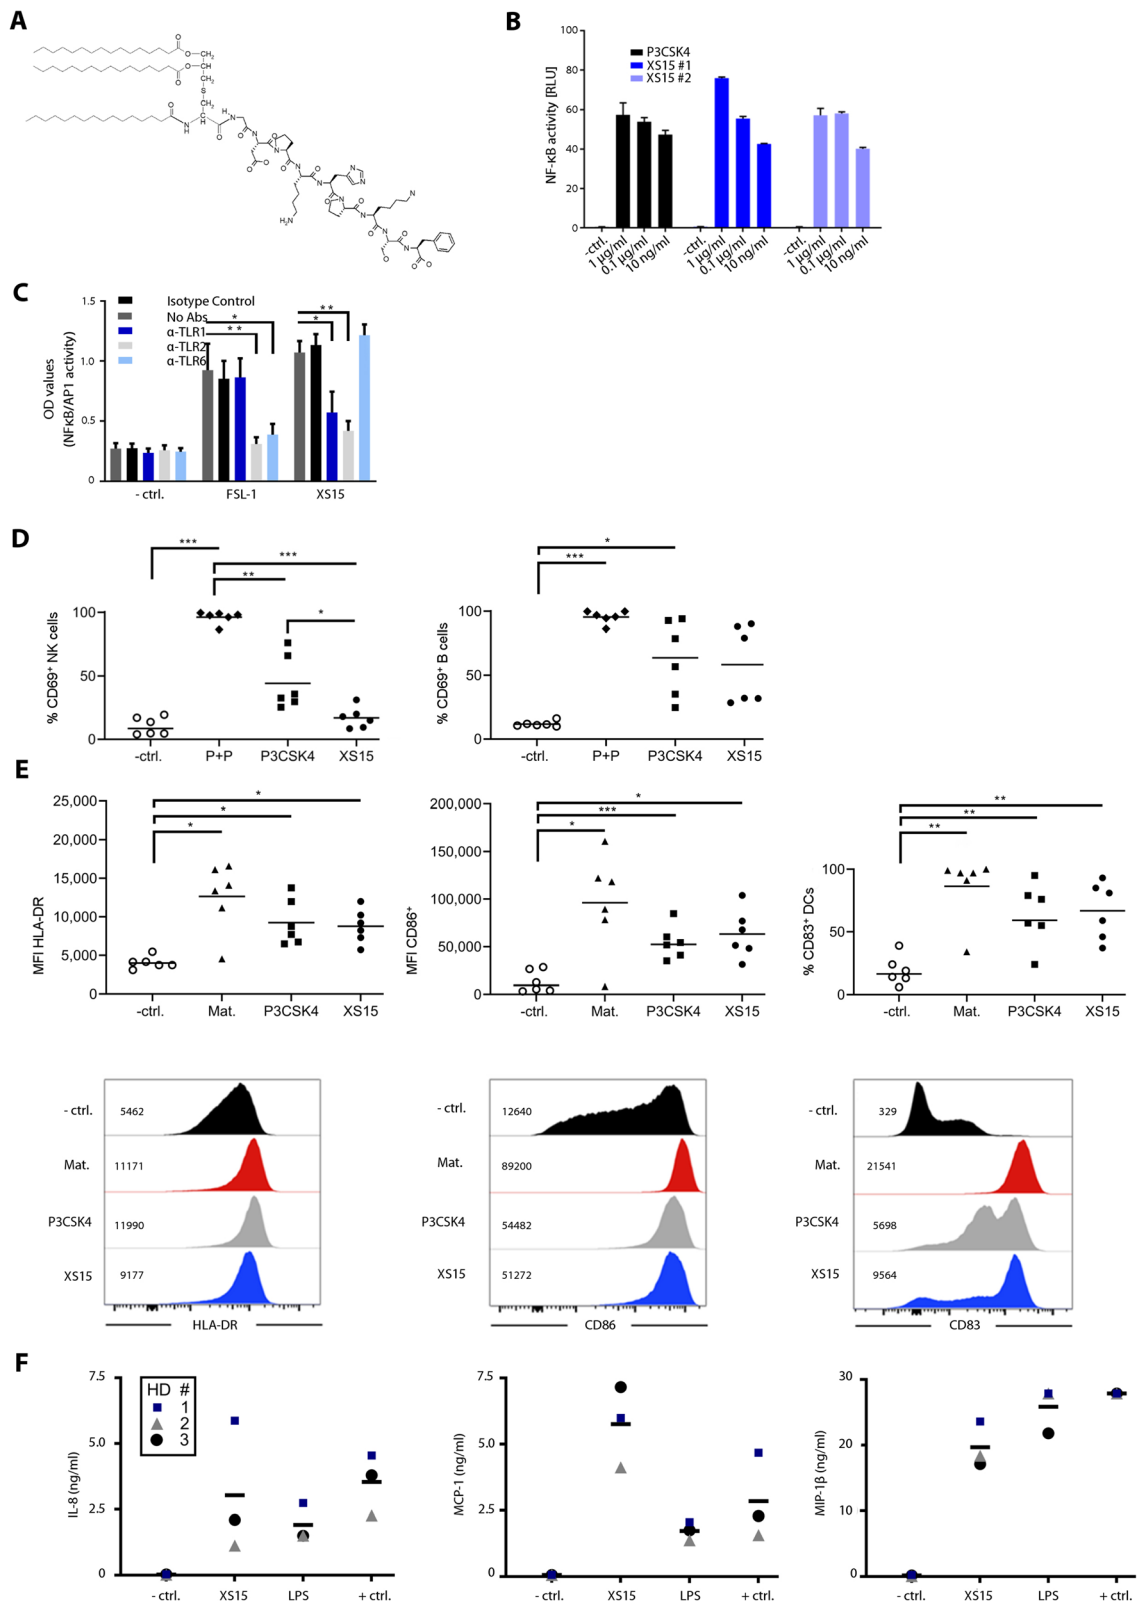 A
O
O
CH₂
O
CH
O
CH₂
S
CH₂
CH
O
N
H
O
H
N
O
N
O
O
O
N
O
N
O
H₂N
N
O
N
N
N
O
N
O
N
O
N
O
N
O
O
O
B
NF-κB activity [RLU]
100
80
60
40
20
0
P3CSK4
XS15 #1
XS15 #2
-ctrl.
1 µg/ml
0.1 µg/ml
10 ng/ml
-ctrl.
1 µg/ml
0.1 µg/ml
10 ng/ml
-ctrl.
1 µg/ml
0.1 µg/ml
10 ng/ml
C
OD values
(NFκB/AP1 activity)
1.5
1.0
0.5
0
Isotype Control
No Abs
α-TLR1
α-TLR2
α-TLR6
*
* *
* *
*
- ctrl.
FSL-1
XS15
D
% CD69⁺ NK cells
100
50
0
***
***
**
*
-ctrl.
P+P
P3CSK4
XS15
% CD69⁺ B cells
100
50
0
*
***
-ctrl.
P+P
P3CSK4
XS15
E
MFI HLA-DR
25,000
20,000
15,000
10,000
5,000
0
*
*
*
-ctrl.
Mat.
P3CSK4
XS15
MFI CD86⁺
200,000
150,000
100,000
50,000
0
*
***
*
-ctrl.
Mat.
P3CSK4
XS15
% CD83⁺ DCs
100
50
0
**
**
**
-ctrl.
Mat.
P3CSK4
XS15
- ctrl.
5462
Mat.
11171
P3CSK4
11990
XS15
9177
HLA-DR
- ctrl.
12640
Mat.
89200
P3CSK4
54482
XS15
51272
CD86
- ctrl.
329
Mat.
21541
P3CSK4
5698
XS15
9564
CD83
F
IL-8 (ng/ml)
7.5
5.0
2.5
0
HD #
1
2
3
- ctrl.
XS15
LPS
+ ctrl.
MCP-1 (ng/ml)
7.5
5.0
2.5
0
- ctrl.
XS15
LPS
+ ctrl.
MIP-1β (ng/ml)
30
20
10
0
- ctrl.
XS15
LPS
+ ctrl.